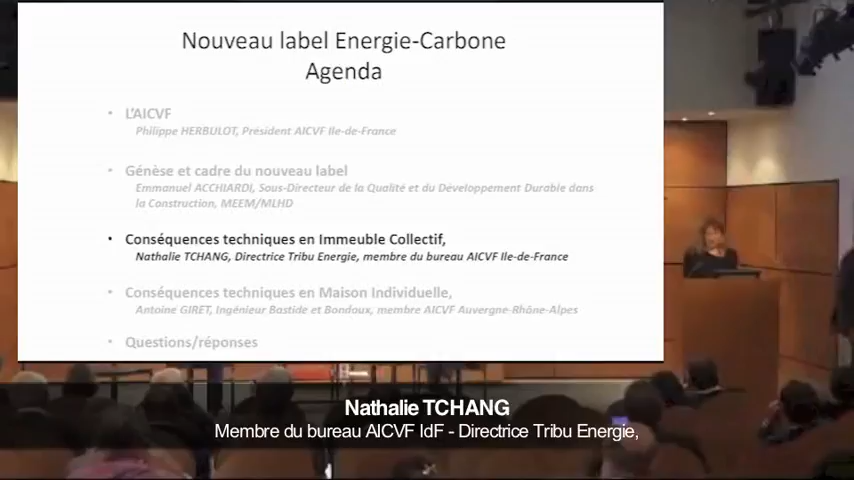 Nouveau label Energie-Carbone
Agenda
• L'AICVF
Philippe HERBULOT, Président AICVF Ile-de-France
• Génèse et cadre du nouveau label
Emmanuel ACCHIARDI, Sous-Directeur de la Qualité et du Développement Durable dans
la Construction, MEEM/MLHD
• Conséquences techniques en Immeuble Collectif,
Nathalie TCHANG, Directrice Tribu Energie, membre du bureau AICVF Ile-de-France
• Conséquences techniques en Maison Individuelle,
Antoine GIRET, Ingénieur Bastide et Bondoux, membre AICVF Auvergne-Rhône-Alpes
• Questions/réponses
Nathalie TCHANG
Membre du bureau AICVF IdF - Directrice Tribu Energie,